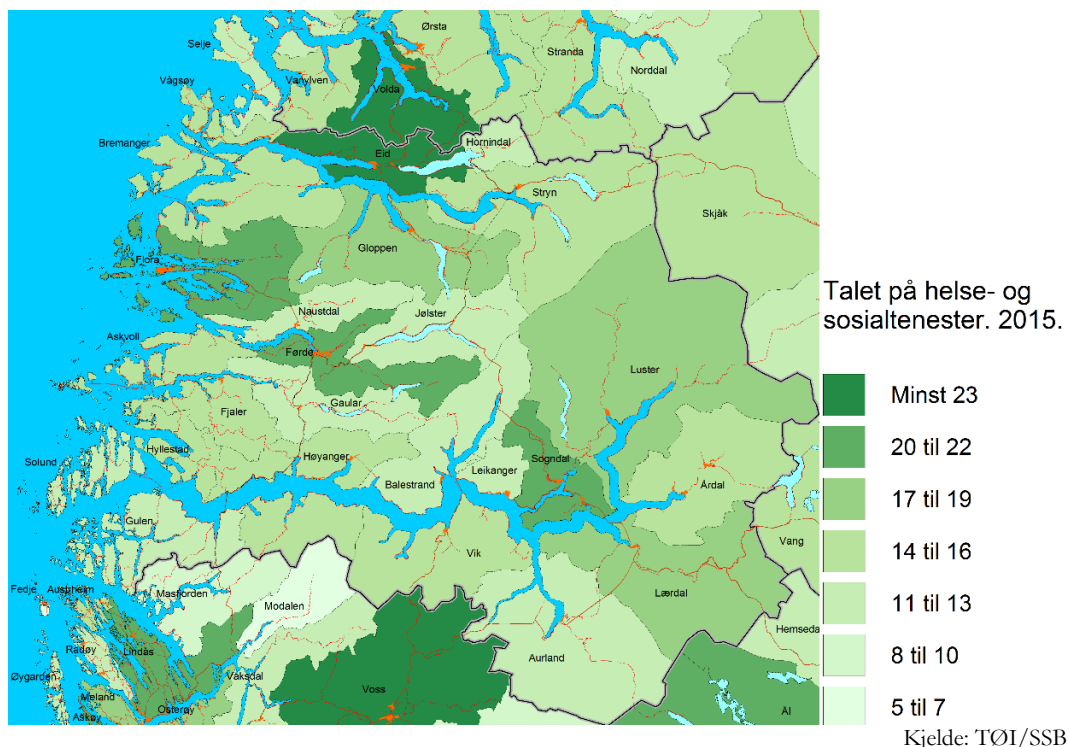 Selje
Ørsta
Stranda
Norddal
Vågsøy
Vanylven
Volda
Bremanger
Eid
Hornindal
Stryn
Skjåk
Gloppen
Flora
Naustdal
Jølster
Askvoll
Førde
Luster
Gaular
Fjaler
Hyllestad
Høyanger
Solund
Balestrand
Leikanger
Sogndal
Årdal
Gulen
Vik
Vang
Fedje
Austrheim
Masfjorden
Modalen
Lærdal
Hemseda
Radøy
Lindås
Aurland
Øygarden
Vaksdal
Meland
Osterøy
Voss
Askøy
Ål
Talet på helse- og
sosialtenester. 2015.
Minst 23
20 til 22
17 til 19
14 til 16
11 til 13
8 til 10
5 til 7
Kjelde: TØI/SSB